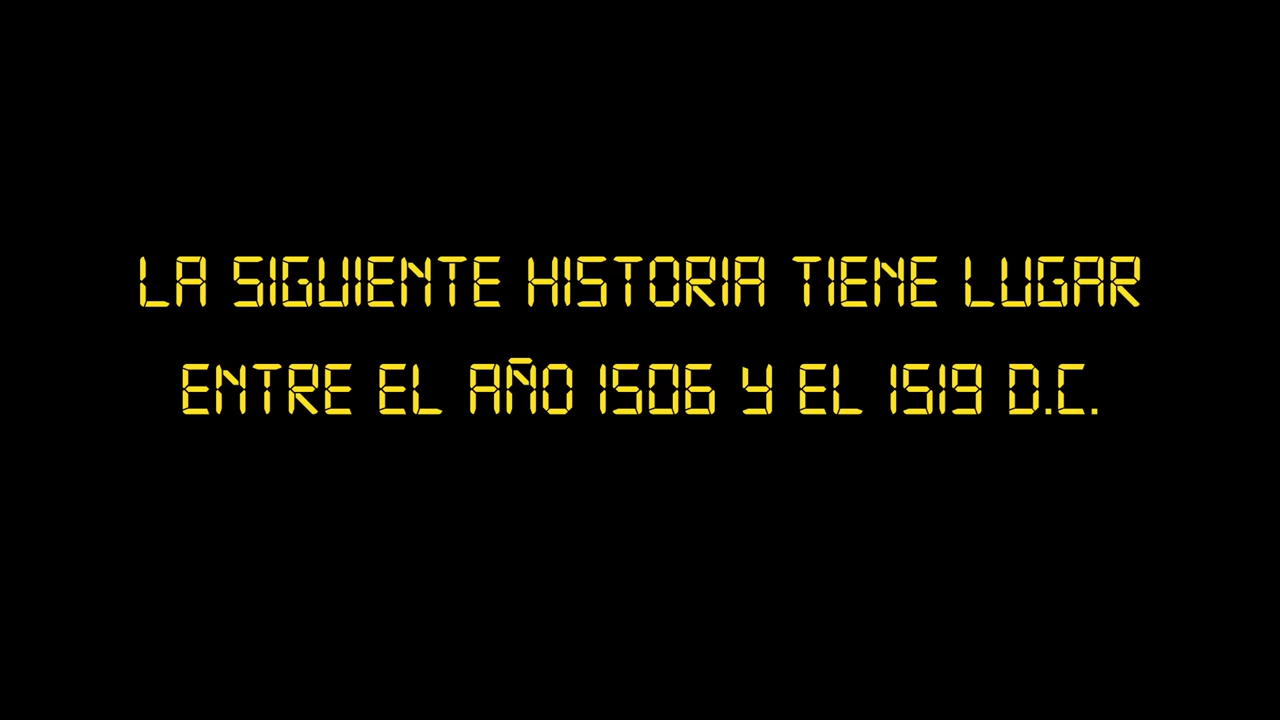 LA SIGUIENTE HISTORIA TIENE LUGAR
ENTRE EL AÑO 1506 Y EL 1519 D.C.